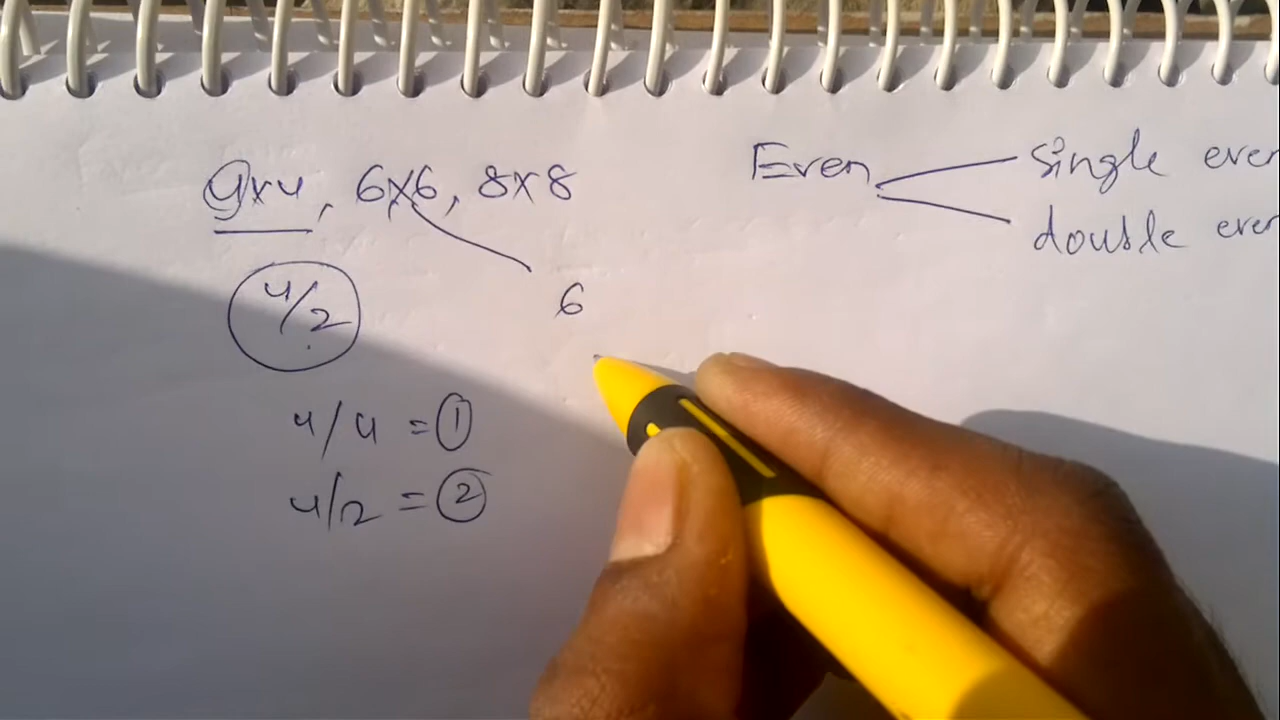 4x4, 6x6, 8x8
Even
single even
double even
4/2
6
4/4 = 1
4/2 = 2